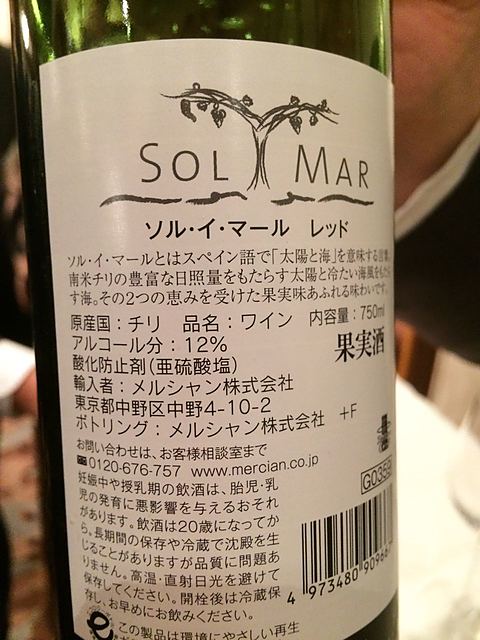 SOL Y MAR
ソル・イ・マール レッド
ソル・イ・マールとはスペイン語で「太陽と海」を意味する言葉。
南米チリの豊富な日照量をもたらす太陽と冷たい海風をもたら
す海。その2つの恵みを受けた果実味あふれる味わいです。
原産国：チリ 品名：ワイン 内容量：750ml
アルコール分：12%
果実酒
酸化防止剤(亜硫酸塩)
輸入者：メルシャン株式会社
東京都中野区中野4-10-2
ボトリング：メルシャン株式会社 +F
お問い合わせは、お客様相談室まで
0120-676-757 www.mercian.co.jp
G0359
妊娠中や授乳期の飲酒は、胎児・乳
児の発育に悪影響を与えるおそれ
があります。飲酒は20歳になってか
ら。長期間の保存や冷蔵で沈殿を生
じることがありますが品質に問題あ
りません。高温・直射日光を避けて
保存してください。開栓後は冷蔵保
存し、お早めにお飲みください。
4 973480 90966
この製品は環境にやさしい再生